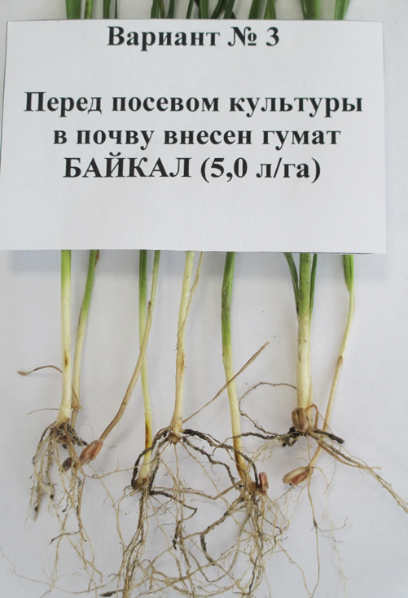 Вариант № 3
Перед посевом культуры
в почву внесен гумат
БАЙКАЛ (5,0 л/га)